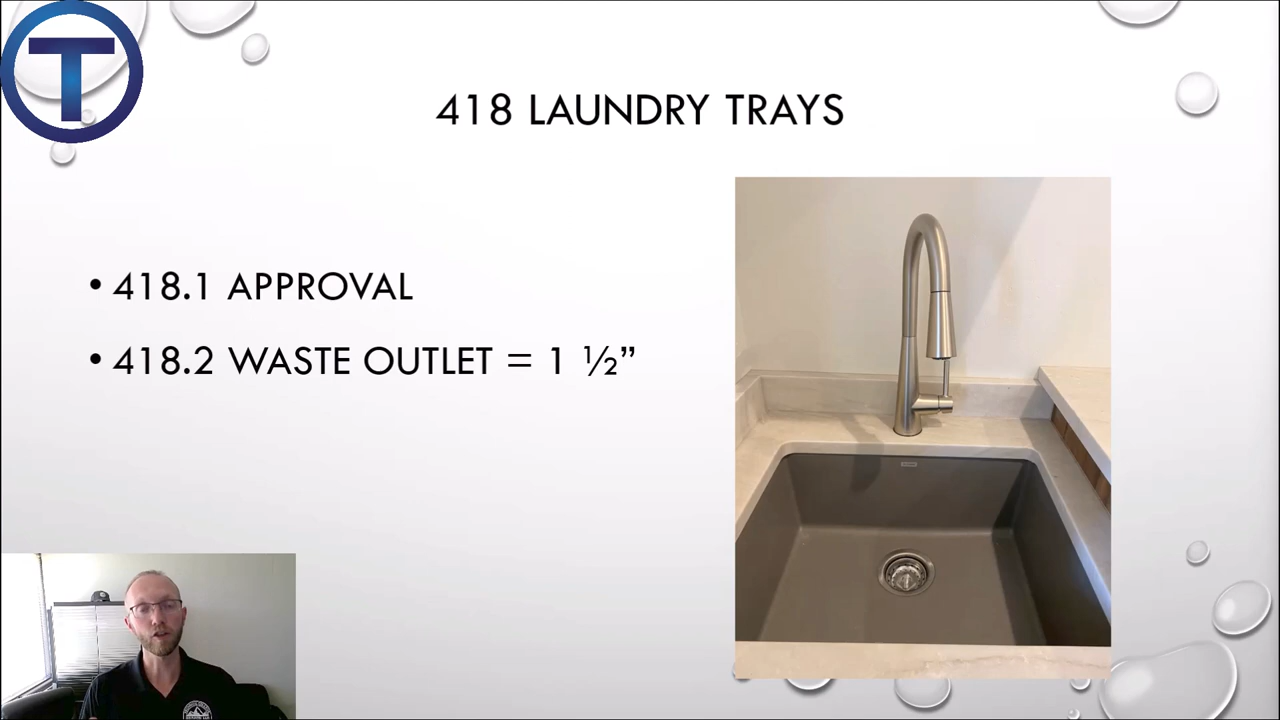 T
418 LAUNDRY TRAYS
• 418.1 APPROVAL
• 418.2 WASTE OUTLET = 1 ½”